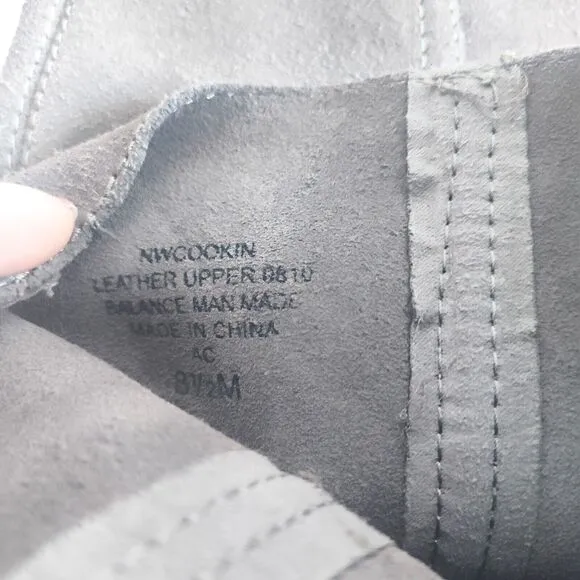 NWCOOKIN
LEATHER UPPER 0810
BALANCE MAN MADE
MADE IN CHINA
AC
8½M